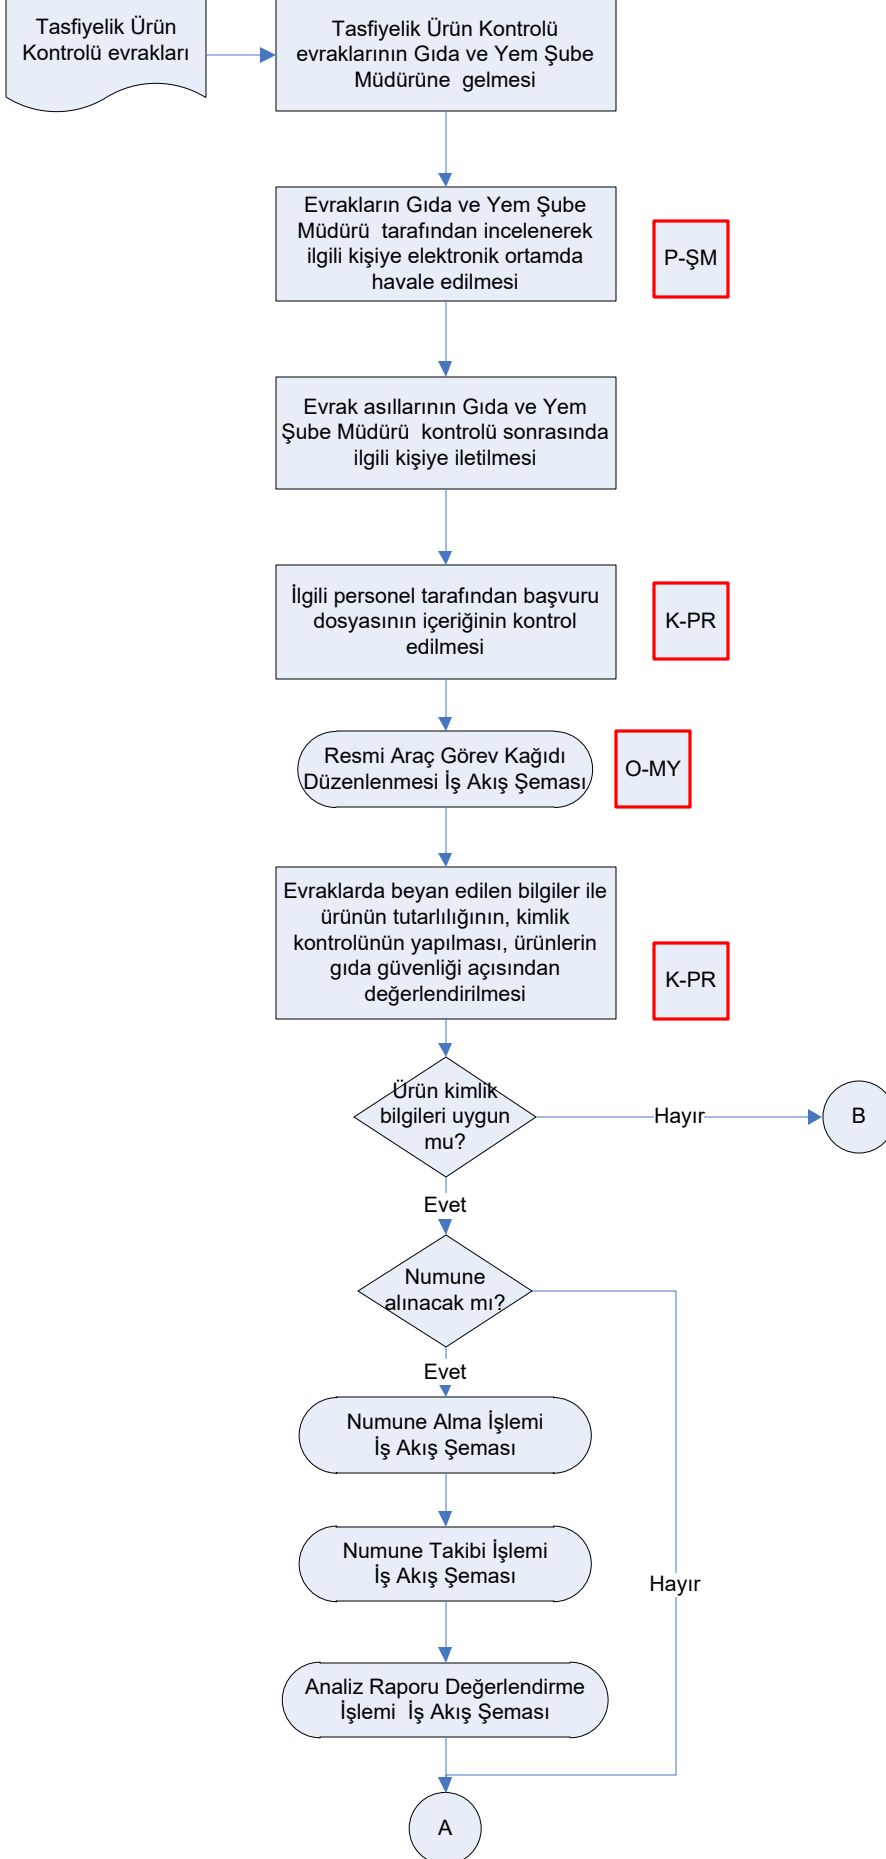 Tasfiyelik Ürün
Kontrolü evrakları
Tasfiyelik Ürün Kontrolü
evraklarının Gıda ve Yem Şube
Müdürüne gelmesi
Evrakların Gıda ve Yem Şube
Müdürü tarafından incelenerek
ilgili kişiye elektronik ortamda
havale edilmesi
P-ŞM
Evrak asıllarının Gıda ve Yem
Şube Müdürü kontrolü sonrasında
ilgili kişiye iletilmesi
İlgili personel tarafından başvuru
dosyasının içeriğinin kontrol
edilmesi
K-PR
Resmi Araç Görev Kağıdı
Düzenlenmesi İş Akış Şeması
O-MY
Evraklarda beyan edilen bilgiler ile
ürünün tutarlılığının, kimlik
kontrolünün yapılması, ürünlerin
gıda güvenliği açısından
değerlendirilmesi
K-PR
Ürün kimlik
bilgileri uygun
mu?
Hayır
B
Evet
Numune
alınacak mı?
Evet
Numune Alma İşlemi
İş Akış Şeması
Numune Takibi İşlemi
İş Akış Şeması
Hayır
Analiz Raporu Değerlendirme
İşlemi İş Akış Şeması
A